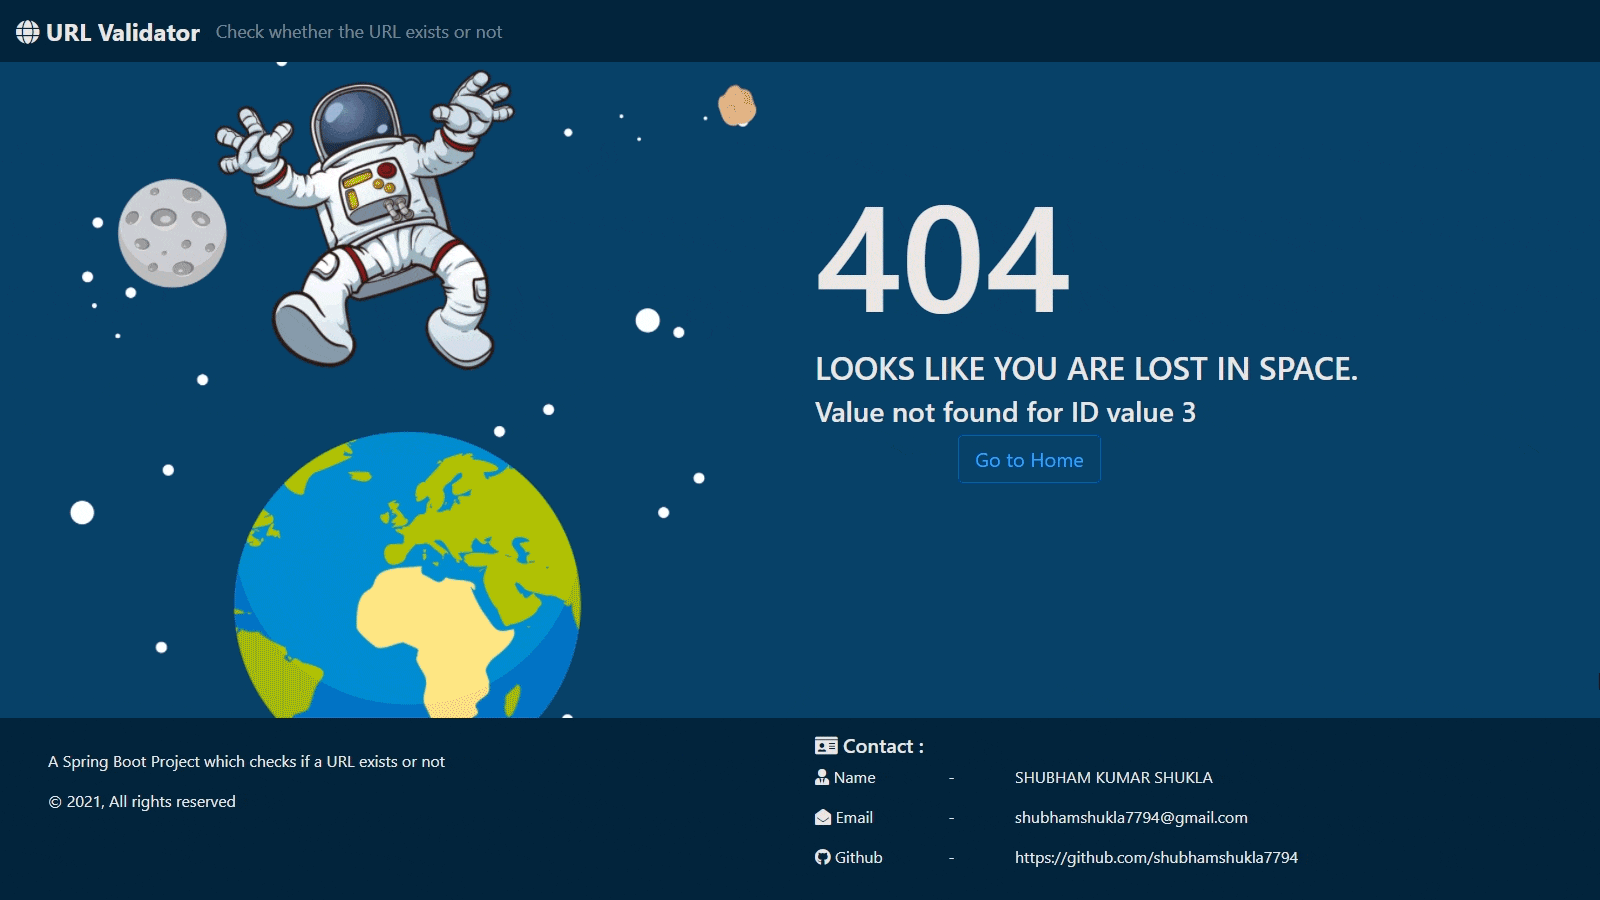 URL Validator Check whether the URL exists or not
404
LOOKS LIKE YOU ARE LOST IN SPACE.
Value not found for ID value 3
Go to Home
A Spring Boot Project which checks if a URL exists or not
© 2021, All rights reserved
Contact :
Name - SHUBHAM KUMAR SHUKLA
Email - shubhamshukla7794@gmail.com
Github - https://github.com/shubhamshukla7794